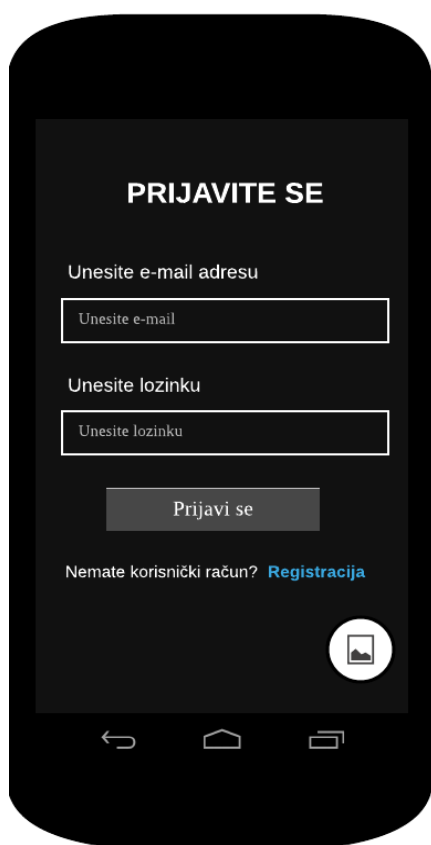 PRIJAVITE SE
Unesite e-mail adresu
Unesite e-mail
Unesite lozinku
Unesite lozinku
Prijavi se
Nemate korisnički račun? Registracija